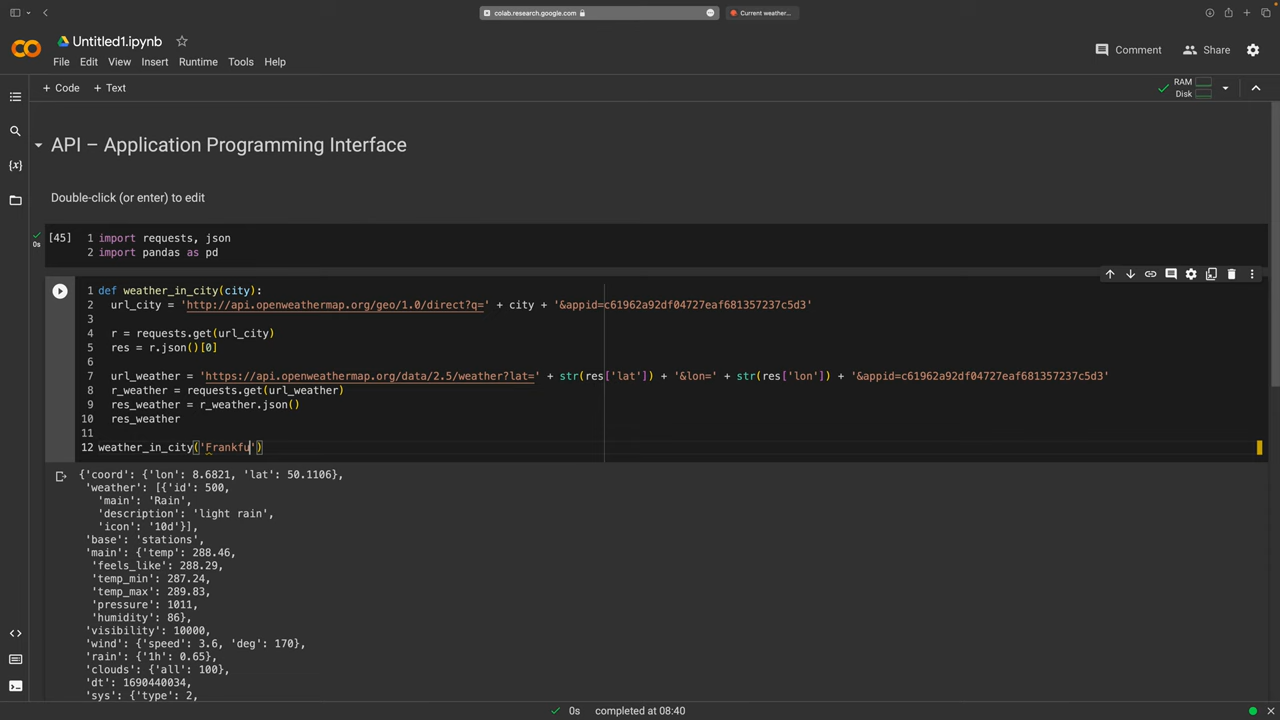 colab.research.google.com
Current weather...
Untitled1.ipynb
Comment
Share
File Edit View Insert Runtime Tools Help
+ Code + Text
RAM
Disk
API – Application Programming Interface
Double-click (or enter) to edit
[45]
0s
1 import requests, json
2 import pandas as pd
1 def weather_in_city(city):
2 url_city = 'http://api.openweathermap.org/geo/1.0/direct?q=' + city + '&appid=c61962a92df04727eaf681357237c5d3'
3
4 r = requests.get(url_city)
5 res = r.json()[0]
6
7 url_weather = 'https://api.openweathermap.org/data/2.5/weather?lat=' + str(res['lat']) + '&lon=' + str(res['lon']) + '&appid=c61962a92df04727eaf681357237c5d3'
8 r_weather = requests.get(url_weather)
9 res_weather = r_weather.json()
10 res_weather
11
12 weather_in_city('Frankfu')
{'coord': {'lon': 8.6821, 'lat': 50.1106},
'weather': [{'id': 500,
'main': 'Rain',
'description': 'light rain',
'icon': '10d'}],
'base': 'stations',
'main': {'temp': 288.46,
'feels_like': 288.29,
'temp_min': 287.24,
'temp_max': 289.83,
'pressure': 1011,
'humidity': 86},
'visibility': 10000,
'wind': {'speed': 3.6, 'deg': 170},
'rain': {'1h': 0.65},
'clouds': {'all': 100},
'dt': 1690440034,
'sys': {'type': 2,
0s completed at 08:40